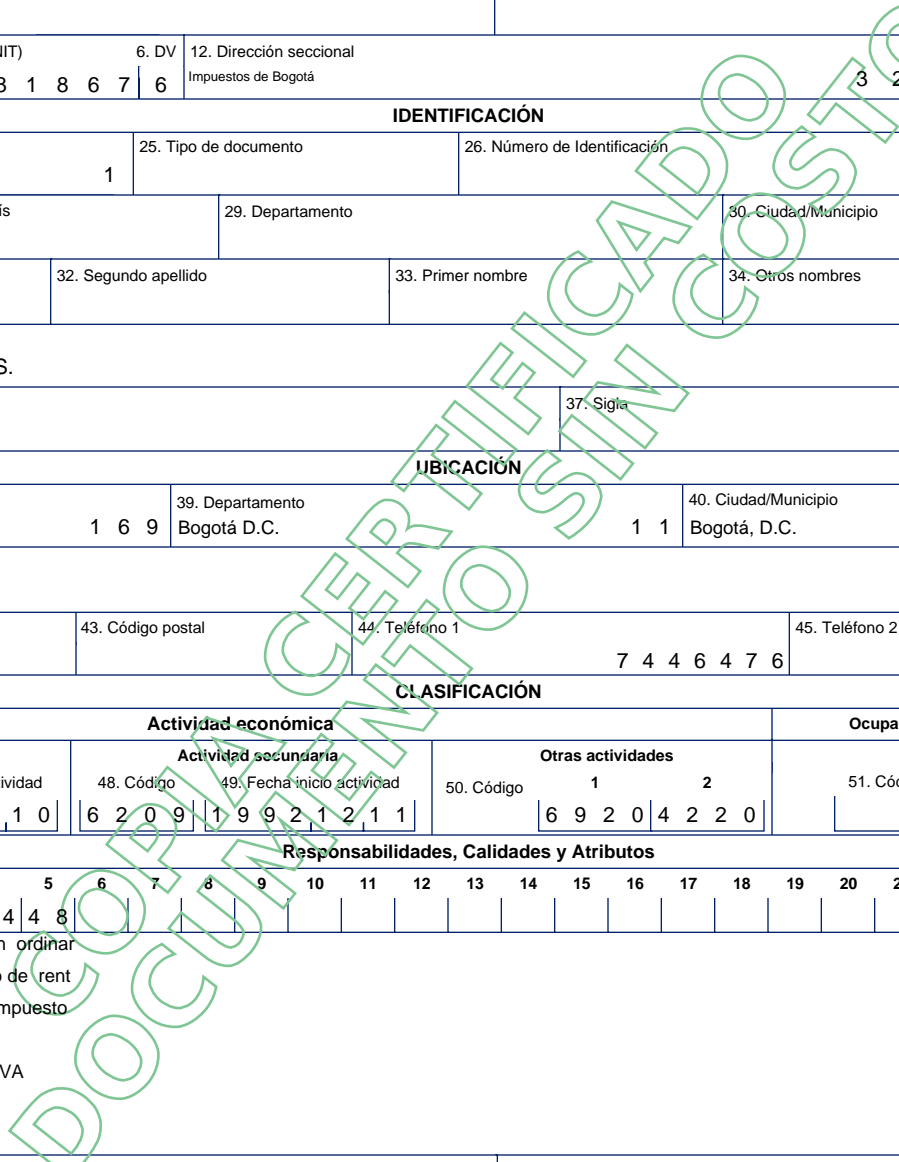 NIT) 6. DV 12. Dirección seccional
3 1 8 6 7 6 Impuestos de Bogotá 3 2
IDENTIFICACIÓN
25. Tipo de documento 26. Número de Identificación
1
ís 29. Departamento 30. Ciudad/Municipio
32. Segundo apellido 33. Primer nombre 34. Otros nombres
S.
37. Sigla
UBICACIÓN
39. Departamento 40. Ciudad/Municipio
1 6 9 Bogotá D.C. 1 1 Bogotá, D.C.
43. Código postal 44. Teléfono 1 45. Teléfono 2
7 4 4 6 4 7 6
CLASIFICACIÓN
Actividad económica Ocupa
Actividad secundaria Otras actividades
ividad 48. Código 49. Fecha inicio actividad 50. Código 1 2 51. Cód
1 0 6 2 0 9 1 9 9 2 1 2 1 1 6 9 2 0 4 2 2 0
Responsabilidades, Calidades y Atributos
5 6 7 8 9 10 11 12 13 14 15 16 17 18 19 20 2
4 4 8
n ordinar
o de rent
mpuesto
VA
COPIA CERTIFICADO
DOCUMENTO SIN COSTO